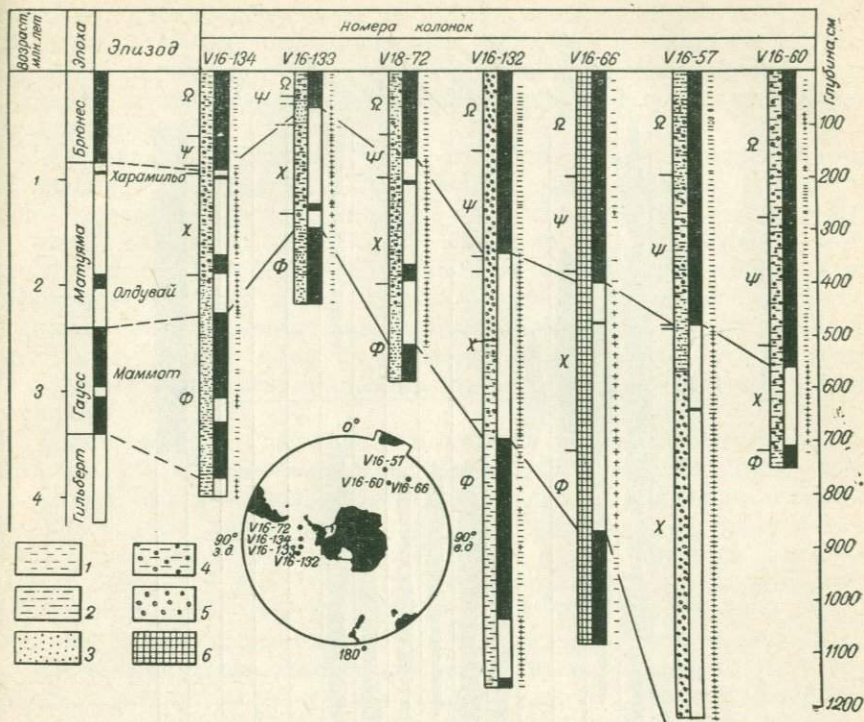 Возраст, млн. лет
Эпоха
Эпизод
Номера колонок
V16-134 V16-133 V18-72 V16-132 V16-66 V16-57 V16-60
Глубина, см
Брюнес
Матуяма
Гаусс
Гильберт
1
2
3
4
Харамильо
Олдувай
Маммот
Ω
Ψ
χ
Φ
Ψ
χ
Φ
Ω
Ψ
χ
Φ
Ω
Ψ
χ
Φ
Ω
Ψ
χ
Φ
Ω
Ψ
χ
Ω
Ψ
χ
Φ
100
200
300
400
500
600
700
800
900
1000
1100
1200
0°
V16-57
V16-60 V16-66
V16-72
V16-134
V16-133
V16-132
90° з.д.
90° в.д.
180°
1
2
3
4
5
6